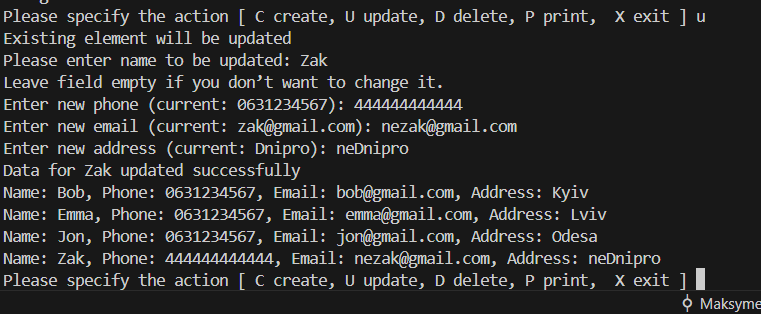 Please specify the action [ C create, U update, D delete, P print,  X exit ] u
Existing element will be updated
Please enter name to be updated: Zak
Leave field empty if you don’t want to change it.
Enter new phone (current: 0631234567): 444444444444
Enter new email (current: zak@gmail.com): nezak@gmail.com
Enter new address (current: Dnipro): neDnipro
Data for Zak updated successfully
Name: Bob, Phone: 0631234567, Email: bob@gmail.com, Address: Kyiv
Name: Emma, Phone: 0631234567, Email: emma@gmail.com, Address: Lviv
Name: Jon, Phone: 0631234567, Email: jon@gmail.com, Address: Odesa
Name: Zak, Phone: 444444444444, Email: nezak@gmail.com, Address: neDnipro
Please specify the action [ C create, U update, D delete, P print,  X exit ]
Maksyme